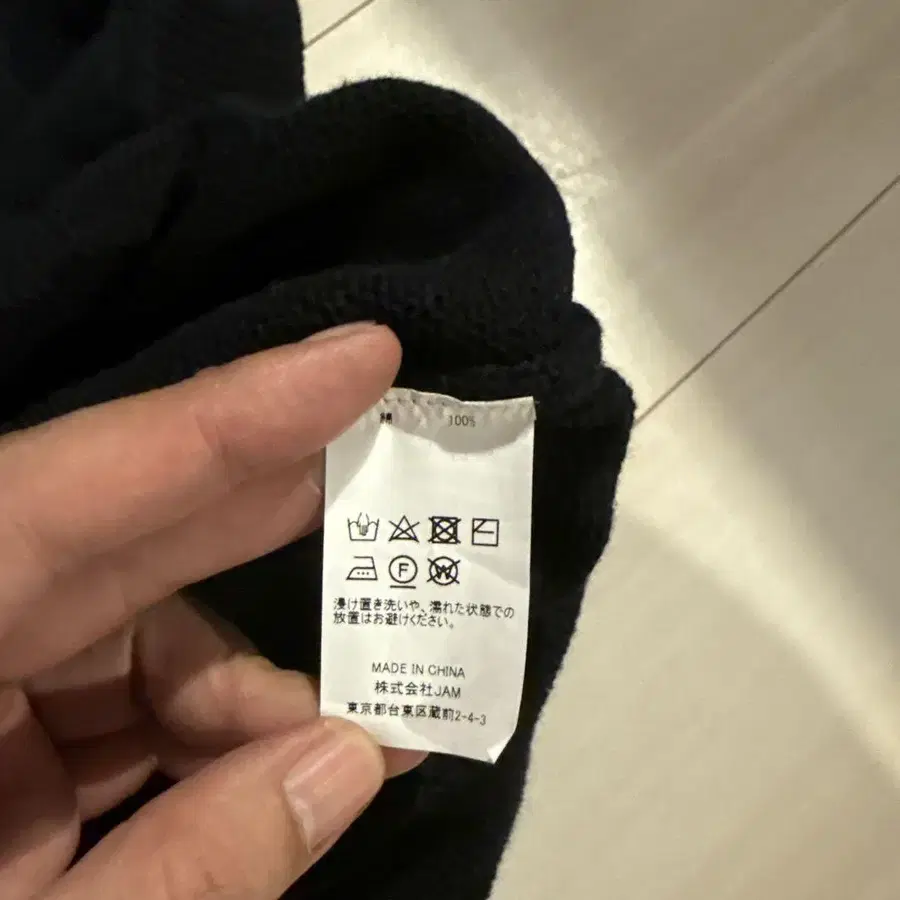 綿 100%
F W
浸け置き洗いや、濡れた状態での
放置はお避けください。
MADE IN CHINA
株式会社JAM
東京都台東区蔵前2-4-3